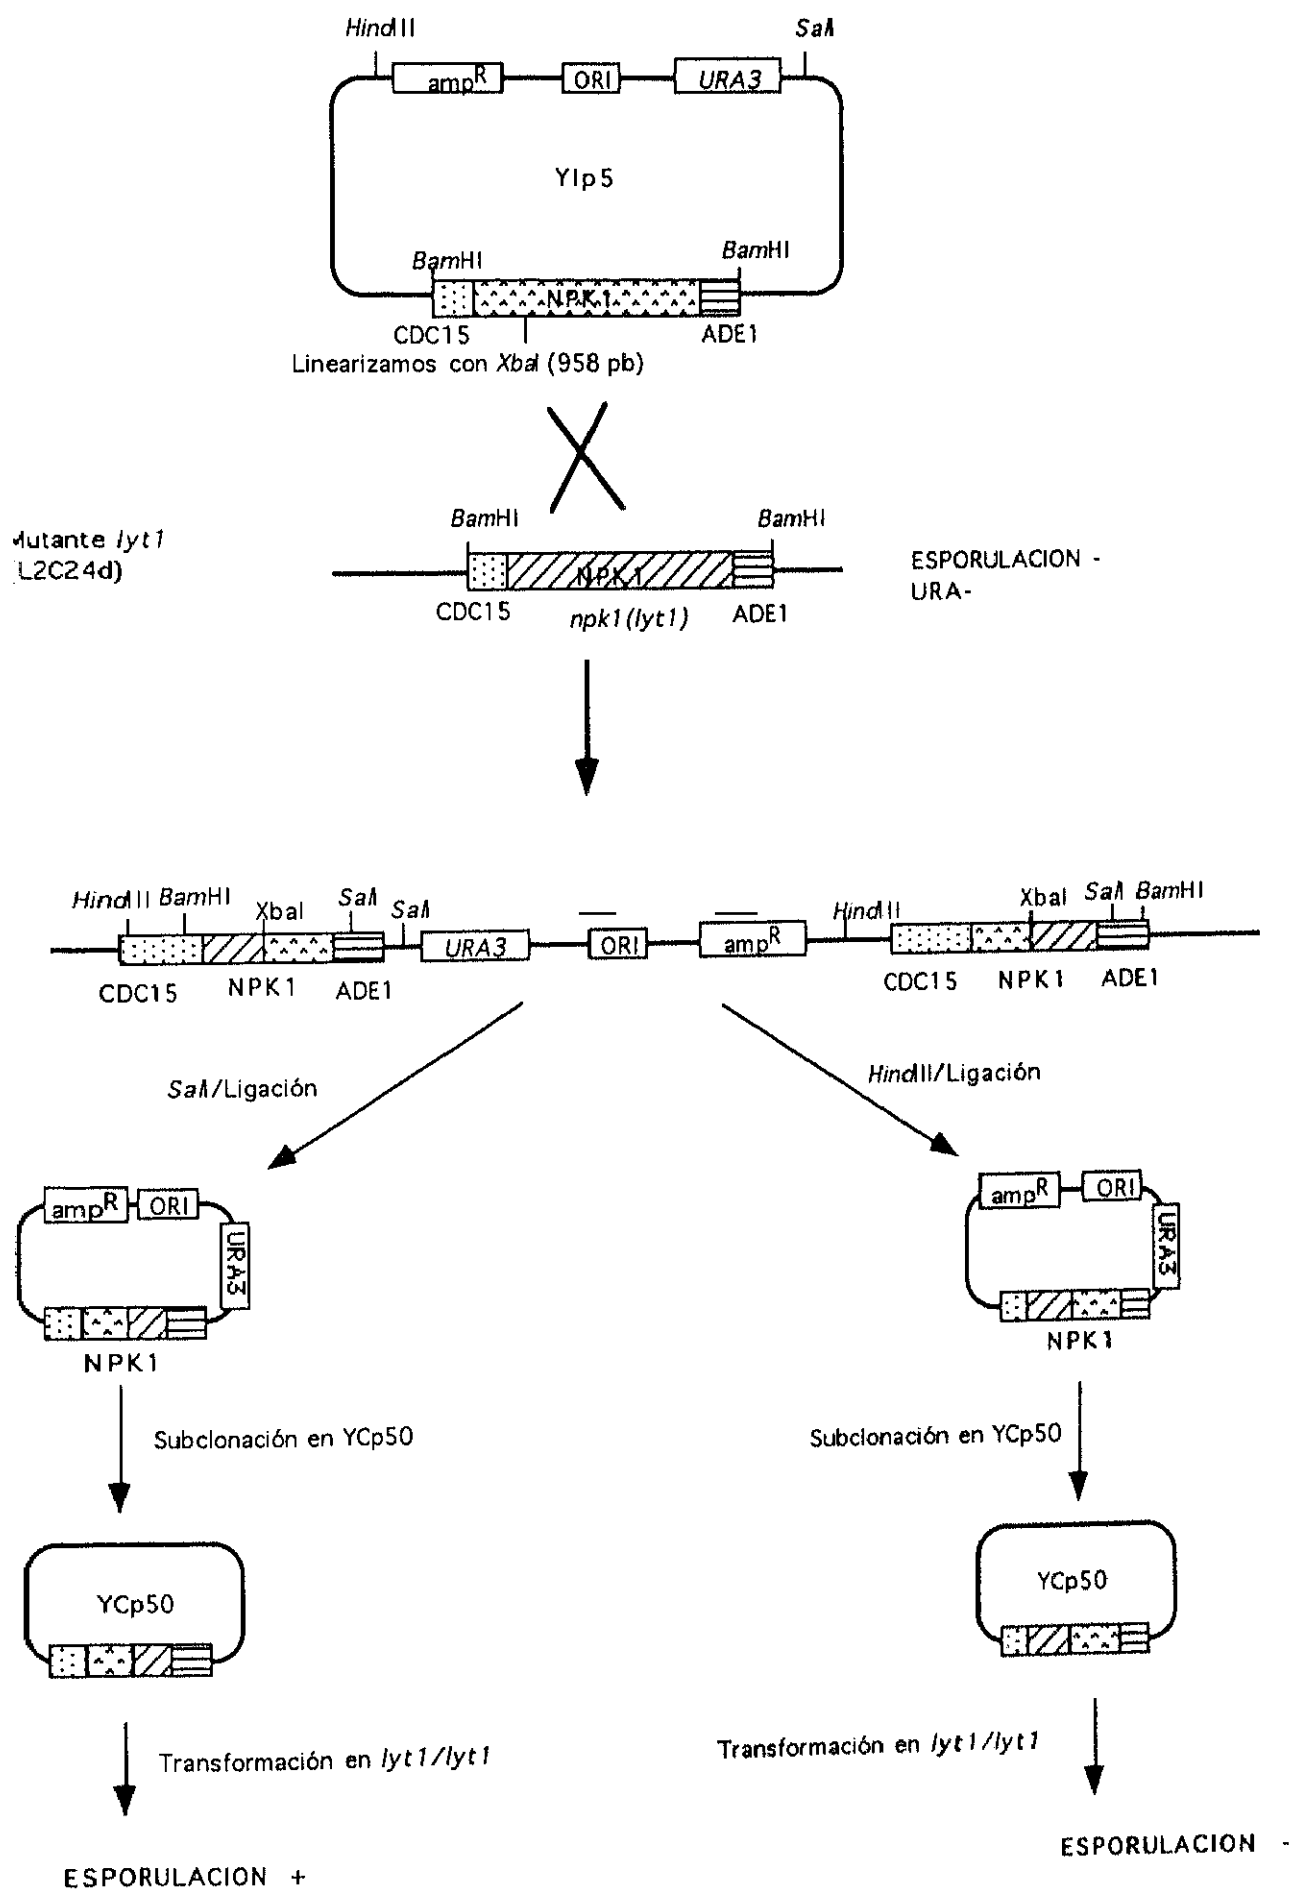 HindIII
SalI
ampR
ORI
URA3
YIp5
BamHI
BamHI
NPK1
CDC15
ADE1
Linearizamos con XbaI (958 pb)
Mutante lyt1
(L2C24d)
BamHI
BamHI
NPK1
ESPORULACION -
URA-
CDC15
npk1(lyt1)
ADE1
HindIII BamHI XbaI SalI SalI
HindIII
XbaI SalI BamHI
URA3
ORI
ampR
CDC15
NPK1
ADE1
CDC15
NPK1
ADE1
SalI/Ligación
HindIII/Ligación
ampR
ORI
URA3
NPK1
ampR
ORI
URA3
NPK1
Subclonación en YCp50
Subclonación en YCp50
YCp50
YCp50
Transformación en lyt1/lyt1
Transformación en lyt1/lyt1
ESPORULACION +
ESPORULACION -